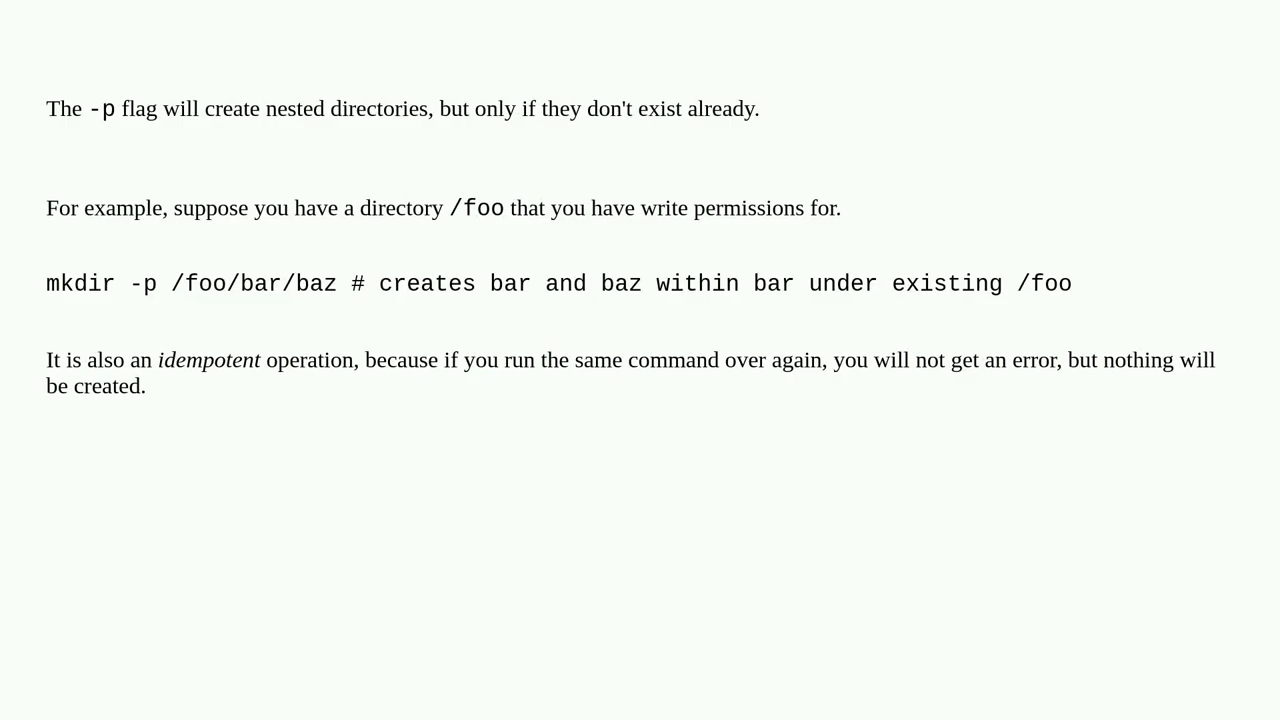 The -p flag will create nested directories, but only if they don't exist already.
For example, suppose you have a directory /foo that you have write permissions for.
mkdir -p /foo/bar/baz # creates bar and baz within bar under existing /foo
It is also an idempotent operation, because if you run the same command over again, you will not get an error, but nothing will
be created.